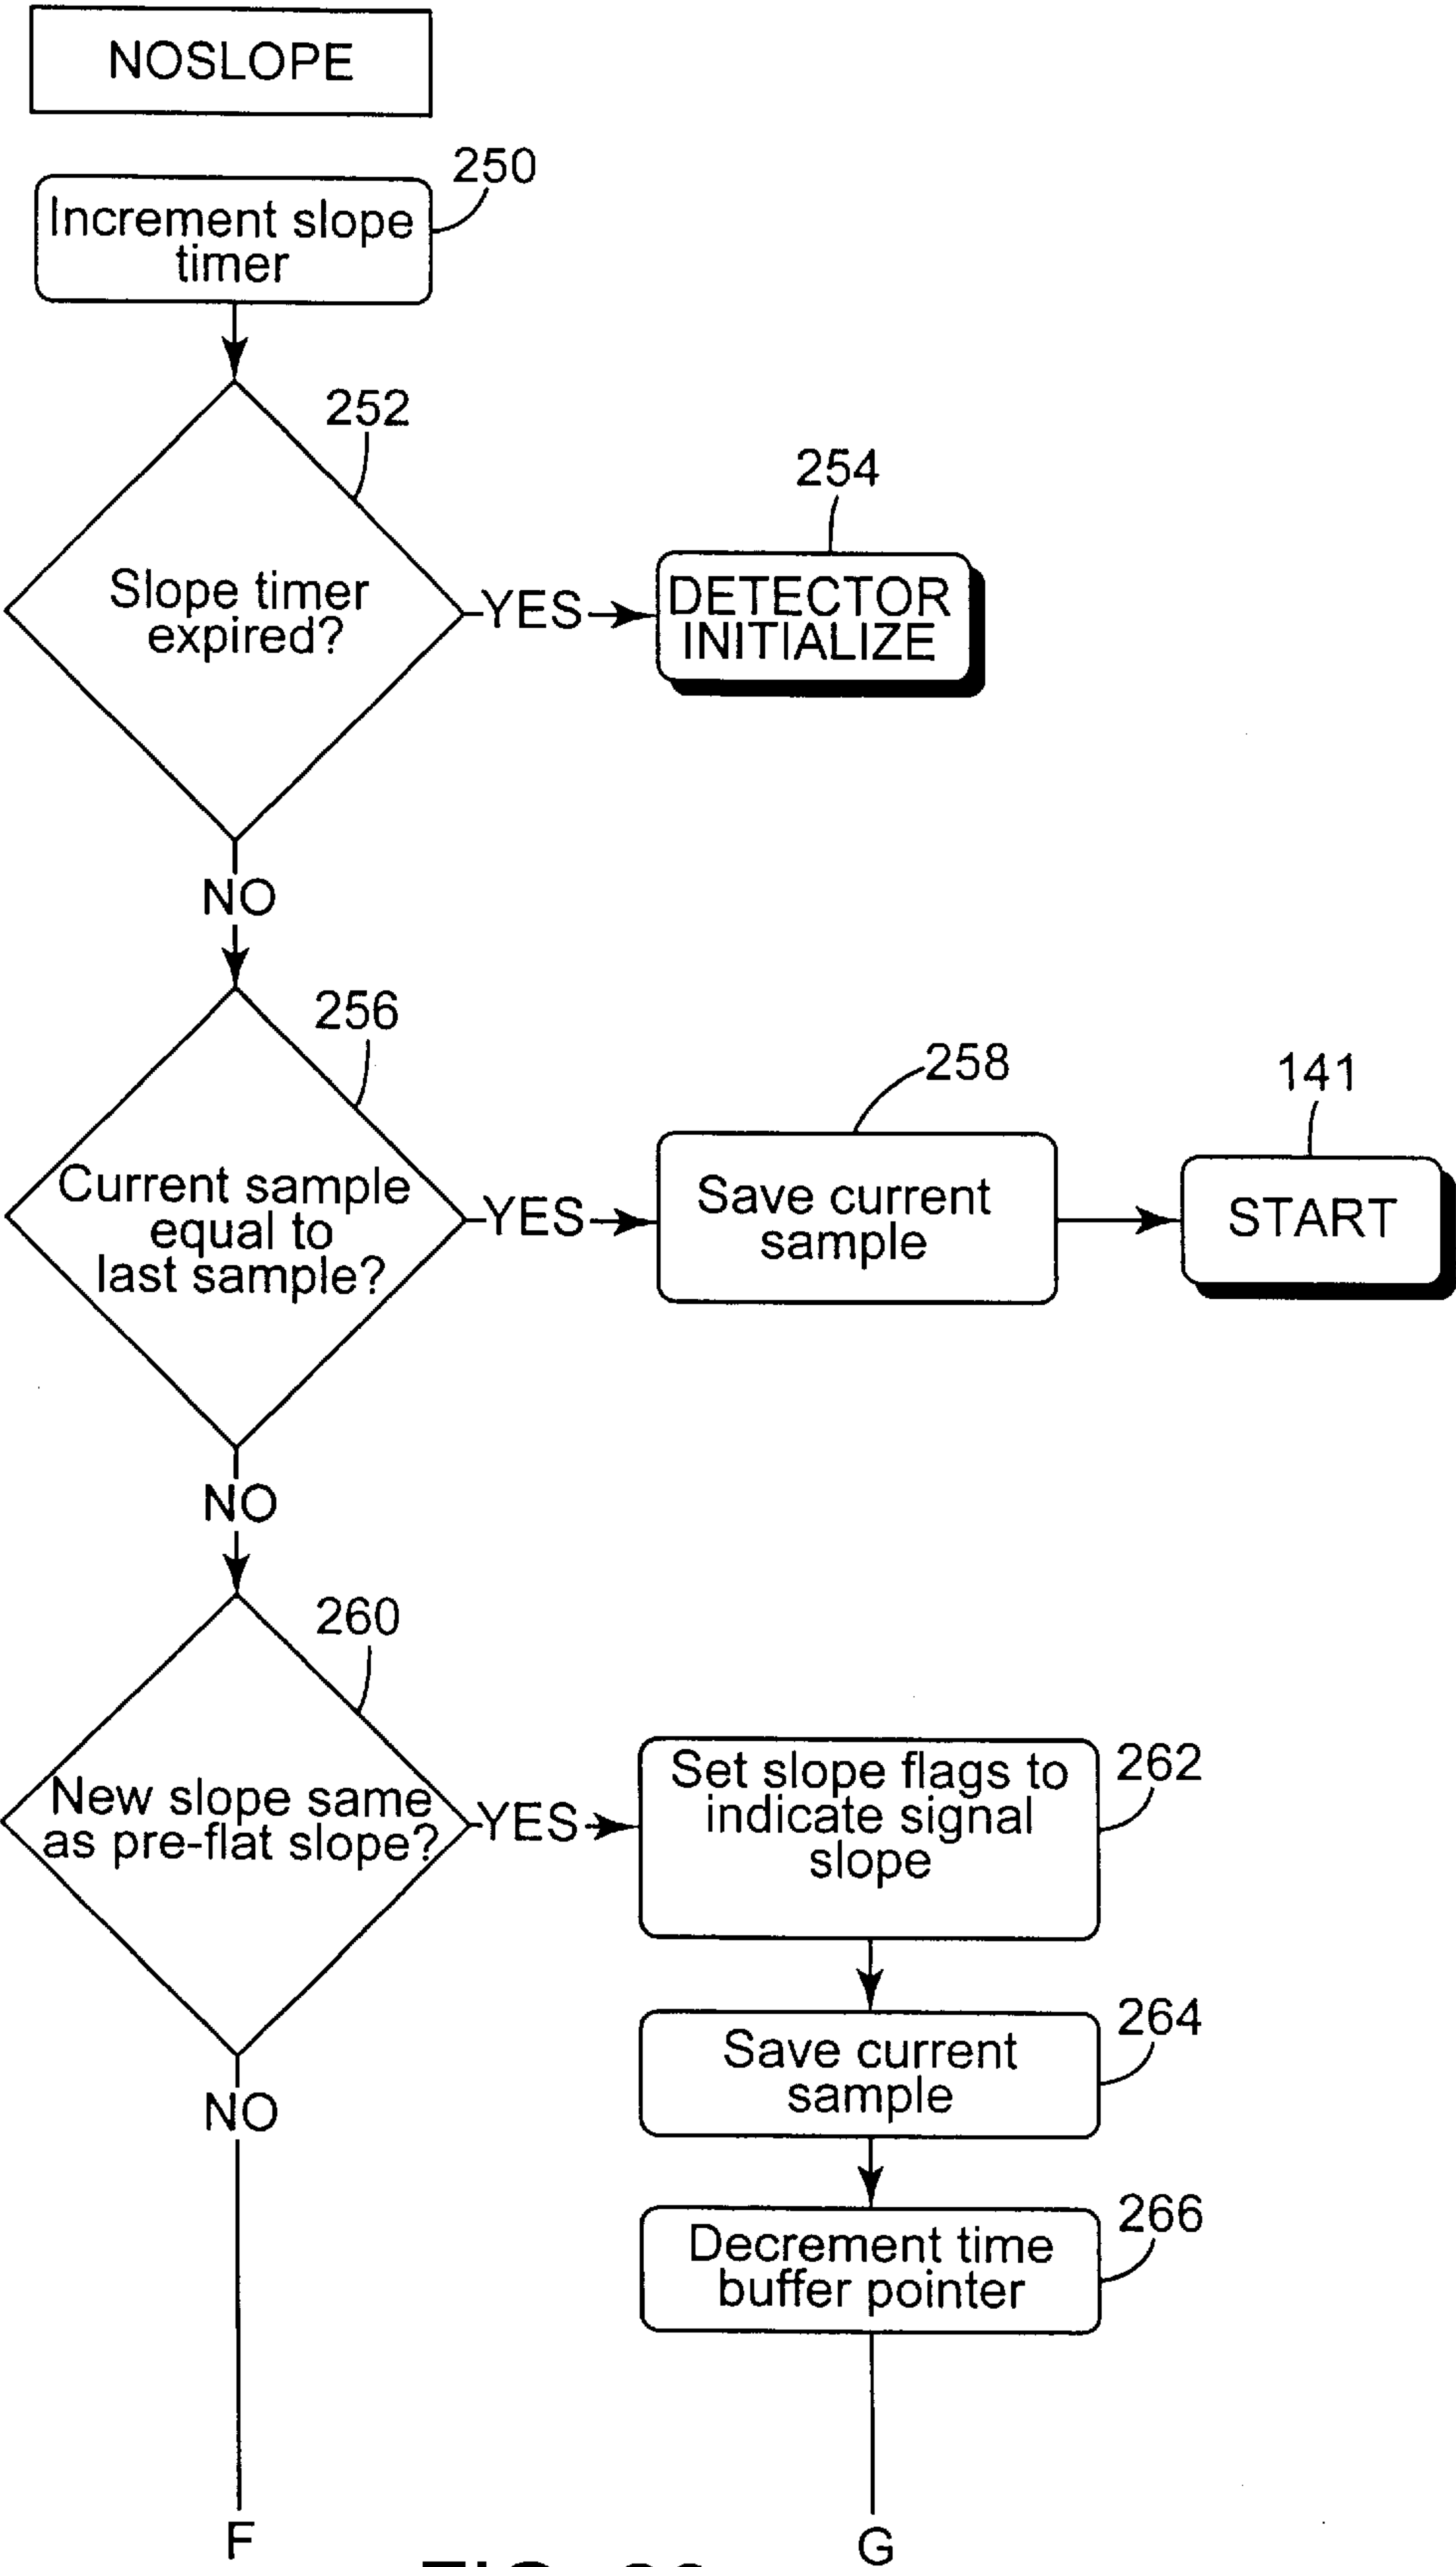 NOSLOPE
250
Increment slope
timer
252
254
Slope timer
expired?
YES
DETECTOR
INITIALIZE
NO
256
258
141
Current sample
equal to
last sample?
YES
Save current
sample
START
NO
260
New slope same
as pre-flat slope?
YES
Set slope flags to
indicate signal
slope
262
264
Save current
sample
NO
266
Decrement time
buffer pointer
F
G